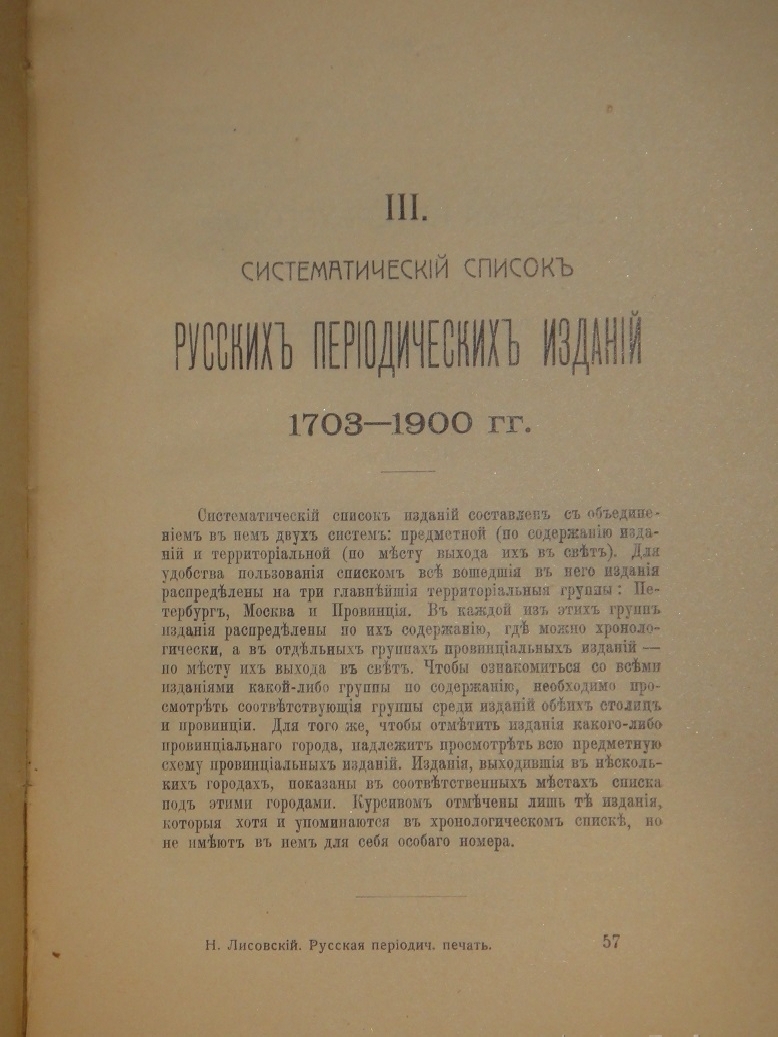 III.
СИСТЕМАТИЧЕСКІЙ СПИСОКЪ
РУССКИХЪ ПЕРІОДИЧЕСКИХЪ ИЗДАНІЙ
1703—1900 гг.
Систематическій списокъ изданій составленъ съ объедине-
ніемъ въ немъ двухъ системъ: предметной (по содержанію изда-
ній и территоріальной (по мѣсту выхода ихъ въ свѣтъ). Для
удобства пользованія спискомъ всѣ вошедшія въ него изданія
распредѣлены на три главнѣйшія территоріальныя группы: Пе-
тербургъ, Москва и Провинція. Въ каждой изъ этихъ группъ
изданія распредѣлены по ихъ содержанію, гдѣ можно хроноло-
гически, а въ отдѣльныхъ группахъ провинціальныхъ изданій —
по мѣсту ихъ выхода въ свѣтъ. Чтобы ознакомиться со всѣми
изданіями какой-либо группы по содержанію, необходимо про-
смотрѣть соотвѣтствующія группы среди изданій обѣихъ столицъ
и провинціи. Для того же, чтобы отмѣтить изданія какого-либо
провинціальнаго города, надлежитъ просмотрѣть всю предметную
схему провинціальныхъ изданій. Изданія, выходившія въ нѣсколь-
кихъ городахъ, показаны въ соотвѣтственныхъ мѣстахъ списка
подъ этими городами. Курсивомъ отмѣчены лишь тѣ изданія,
которыя хотя и упоминаются въ хронологическомъ спискѣ, но
не имѣютъ въ немъ для себя особаго номера.
Н. Лисовскій. Русская періодич. печать.
57